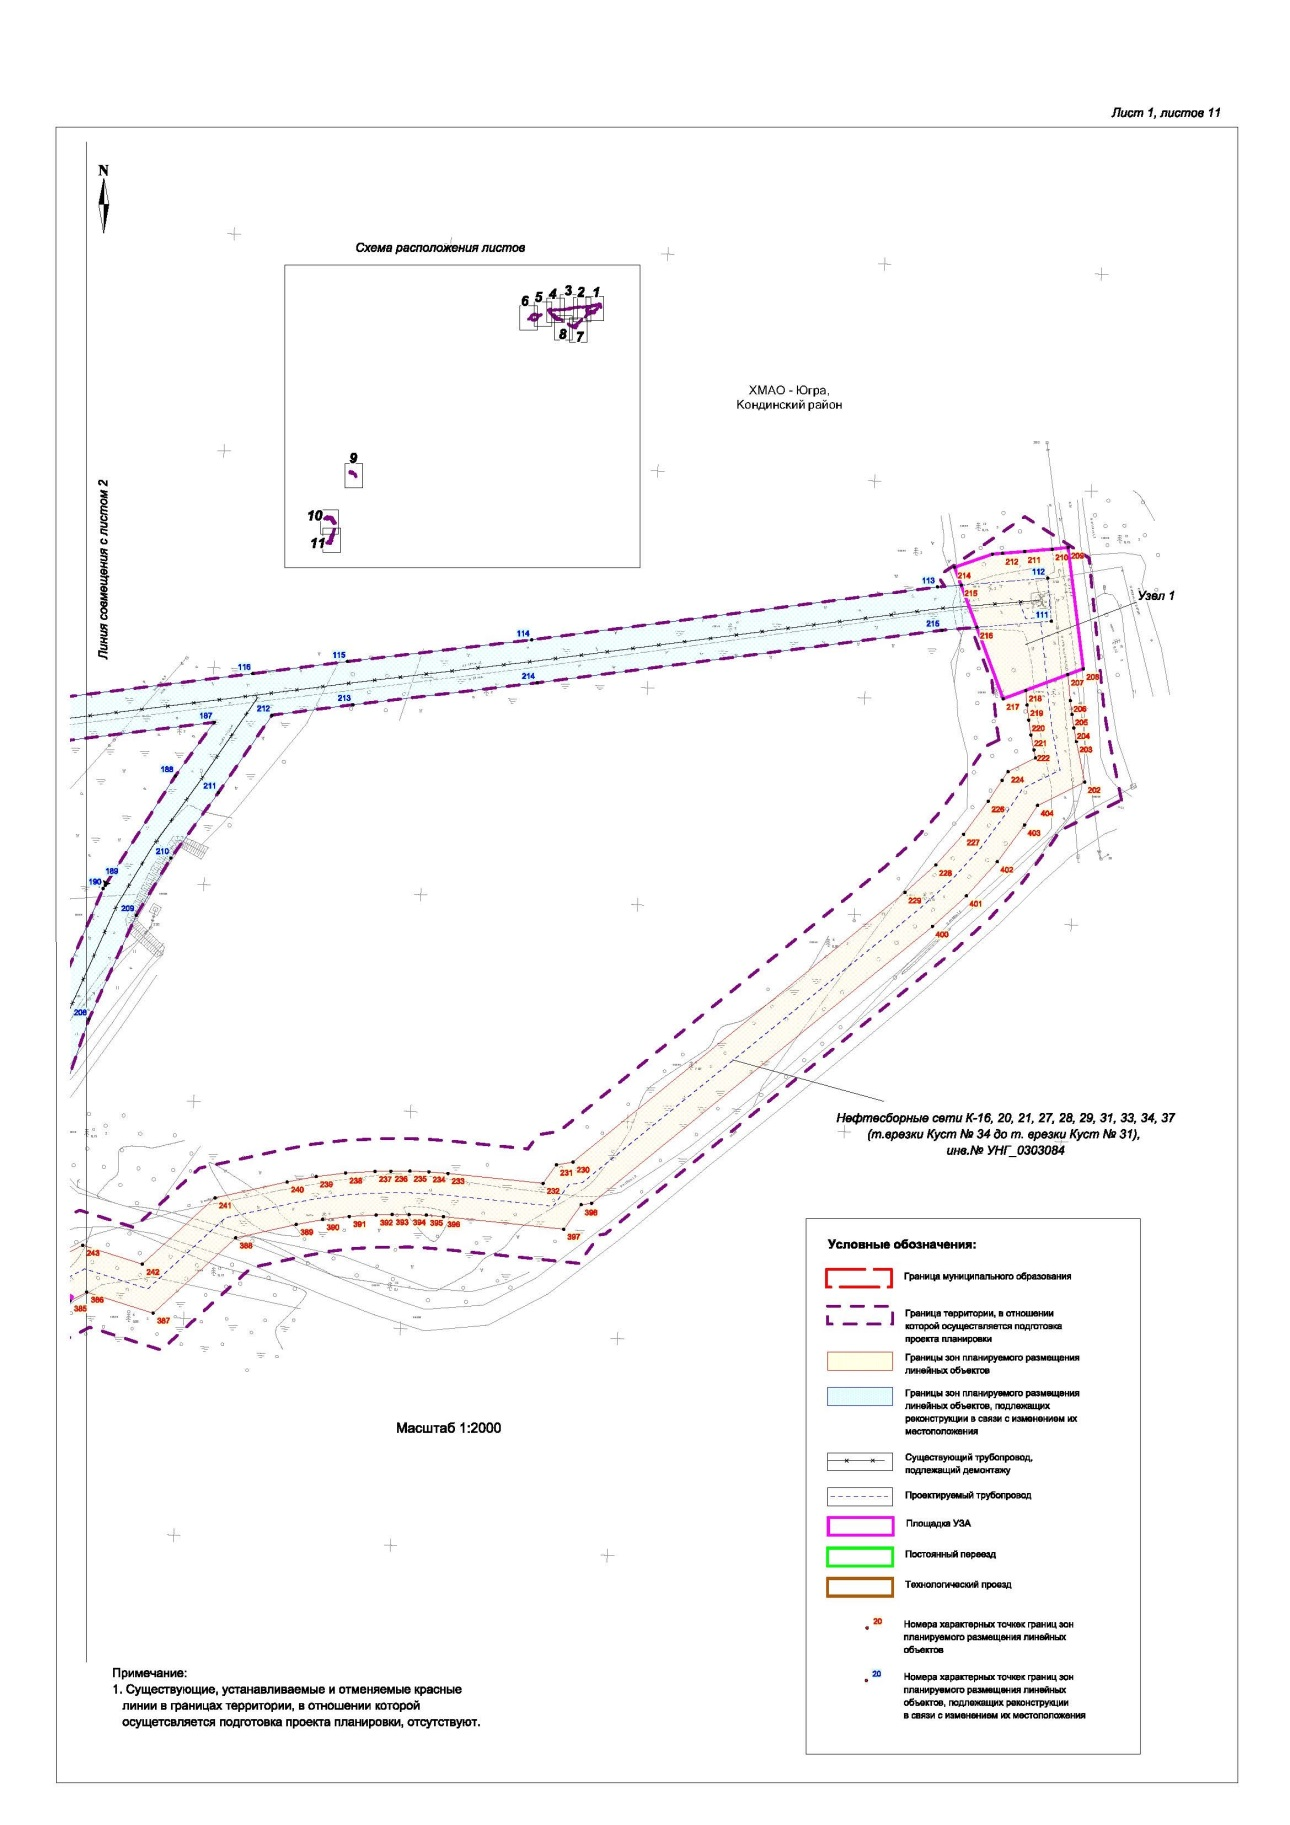 Лист 1, листов 11
N
Схема расположения листов
6 5 4 3 2 1
8 7
9
10
11
ХМАО - Югра,
Кондинский район
Линия совмещения с листом 2
113
112
111
114
115
116
215
214
213
212
187
188
211
210
189
190
209
208
209
210
211
212
214
215
216
Узел 1
208
207
217
218
219
220
221
222
206
205
204
203
202
224
226
404
403
227
402
228
401
229
400
Нефтесборные сети К-16, 20, 21, 27, 28, 29, 31, 33, 34, 37
(т.врезки Куст № 34 до т. врезки Куст № 31),
инв.№ УНГ_0303084
230
231
232
233
234
235
236
237
238
239
240
241
242
243
398
397
396
395
394
393
392
391
390
389
388
387
386
385
Условные обозначения:
Граница муниципального образования
Граница территории, в отношении
которой осуществляется подготовка
проекта планировки
Границы зон планируемого размещения
линейных объектов
Границы зон планируемого размещения
линейных объектов, подлежащих
реконструкции в связи с изменением их
местоположения
Существующий трубопровод,
подлежащий демонтажу
Проектируемый трубопровод
Площадка УЗА
Постоянный переезд
Технологический проезд
20
Номера характерных точек границ зон
планируемого размещения линейных
объектов
20
Номера характерных точек границ зон
планируемого размещения линейных
объектов, подлежащих реконструкции
в связи с изменением их местоположения
Масштаб 1:2000
Примечание:
1. Существующие, устанавливаемые и отменяемые красные
линии в границах территории, в отношении которой
осущетсвляется подготовка проекта планировки, отсутствуют.